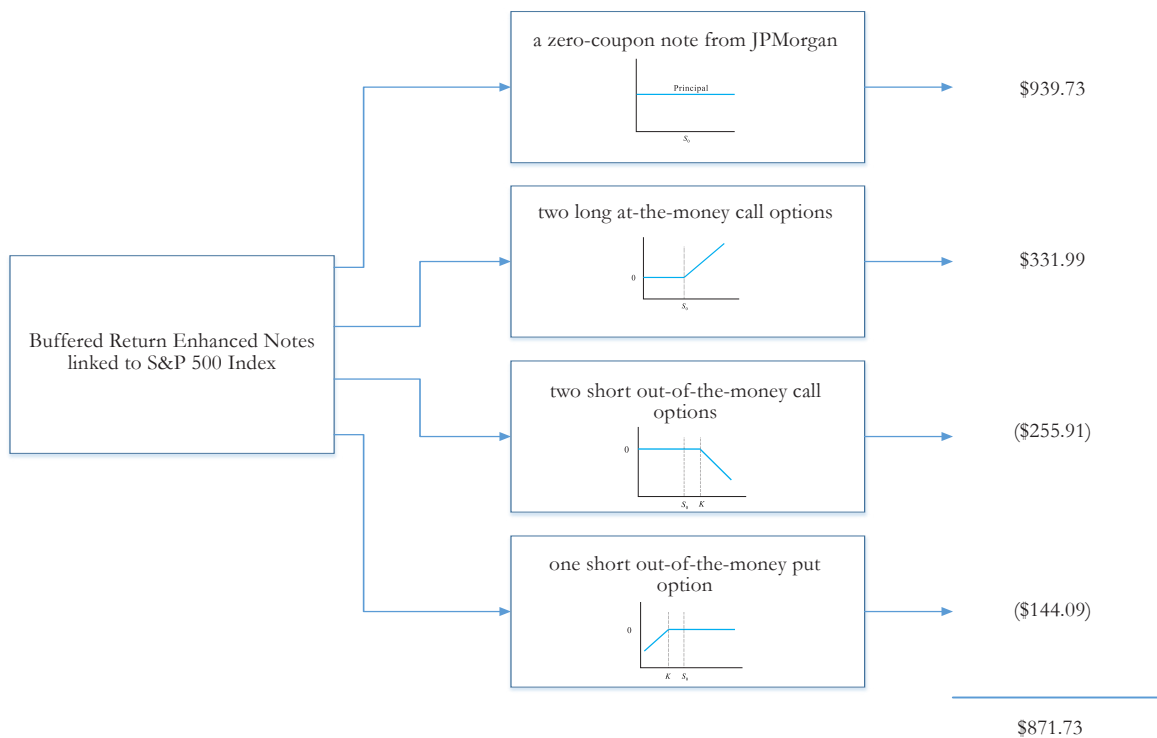 a zero-coupon note from JPMorgan
Principal
S₀
$939.73
two long at-the-money call options
0
S₀
$331.99
Buffered Return Enhanced Notes
linked to S&P 500 Index
two short out-of-the-money call
options
0
S₀ K
($255.91)
one short out-of-the-money put
option
0
K S₀
($144.09)
$871.73